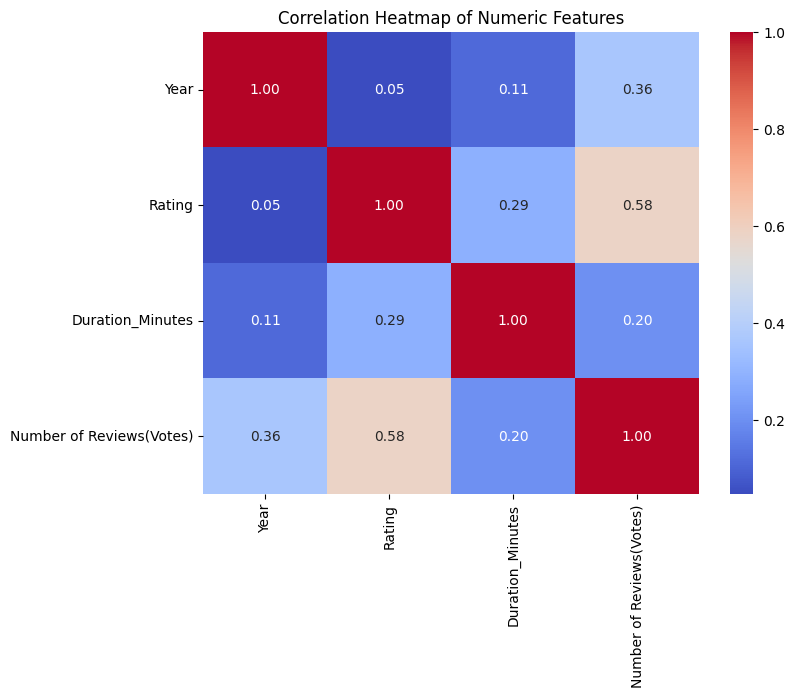 Correlation Heatmap of Numeric Features
Year 1.00 0.05 0.11 0.36
Rating 0.05 1.00 0.29 0.58
Duration_Minutes 0.11 0.29 1.00 0.20
Number of Reviews(Votes) 0.36 0.58 0.20 1.00
Year
Rating
Duration_Minutes
Number of Reviews(Votes)
1.0
0.8
0.6
0.4
0.2